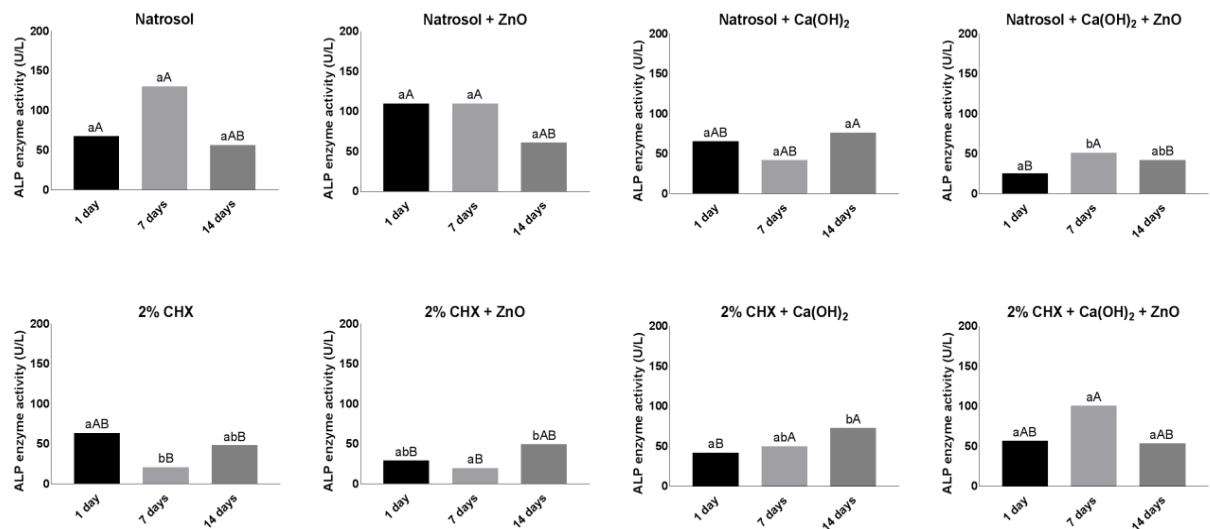 Natrosol
ALP enzyme activity (U/L)
200
150
100
50
0
aA
aA
aAB
1 day
7 days
14 days
Natrosol + ZnO
ALP enzyme activity (U/L)
200
150
100
50
0
aA
aA
aAB
1 day
7 days
14 days
Natrosol + Ca(OH)₂
ALP enzyme activity (U/L)
200
150
100
50
0
aAB
aAB
aA
1 day
7 days
14 days
Natrosol + Ca(OH)₂ + ZnO
ALP enzyme activity (U/L)
200
150
100
50
0
aB
bA
abB
1 day
7 days
14 days
2% CHX
ALP enzyme activity (U/L)
200
150
100
50
0
aAB
bB
abB
1 day
7 days
14 days
2% CHX + ZnO
ALP enzyme activity (U/L)
200
150
100
50
0
abB
aB
bAB
1 day
7 days
14 days
2% CHX + Ca(OH)₂
ALP enzyme activity (U/L)
200
150
100
50
0
aB
abA
bA
1 day
7 days
14 days
2% CHX + Ca(OH)₂ + ZnO
ALP enzyme activity (U/L)
200
150
100
50
0
aAB
aA
aAB
1 day
7 days
14 days